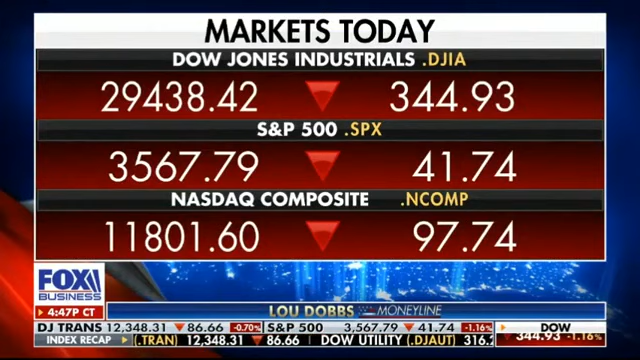 MARKETS TODAY
DOW JONES INDUSTRIALS .DJIA
29438.42 ▼ 344.93
S&P 500 .SPX
3567.79 ▼ 41.74
NASDAQ COMPOSITE .NCOMP
11801.60 ▼ 97.74
FOX
BUSINESS
4:47P CT
LOU DOBBS MONEYLINE
DJ TRANS 12,348.31 ▼ 86.66 -0.70% S&P 500 3,567.79 ▼ 41.74 -1.16% DOW
INDEX RECAP (.TRAN) 12,348.31 ▼ 86.66 DOW UTILITY (.DJAUT) 316.2 ▼ 344.93 -1.16%